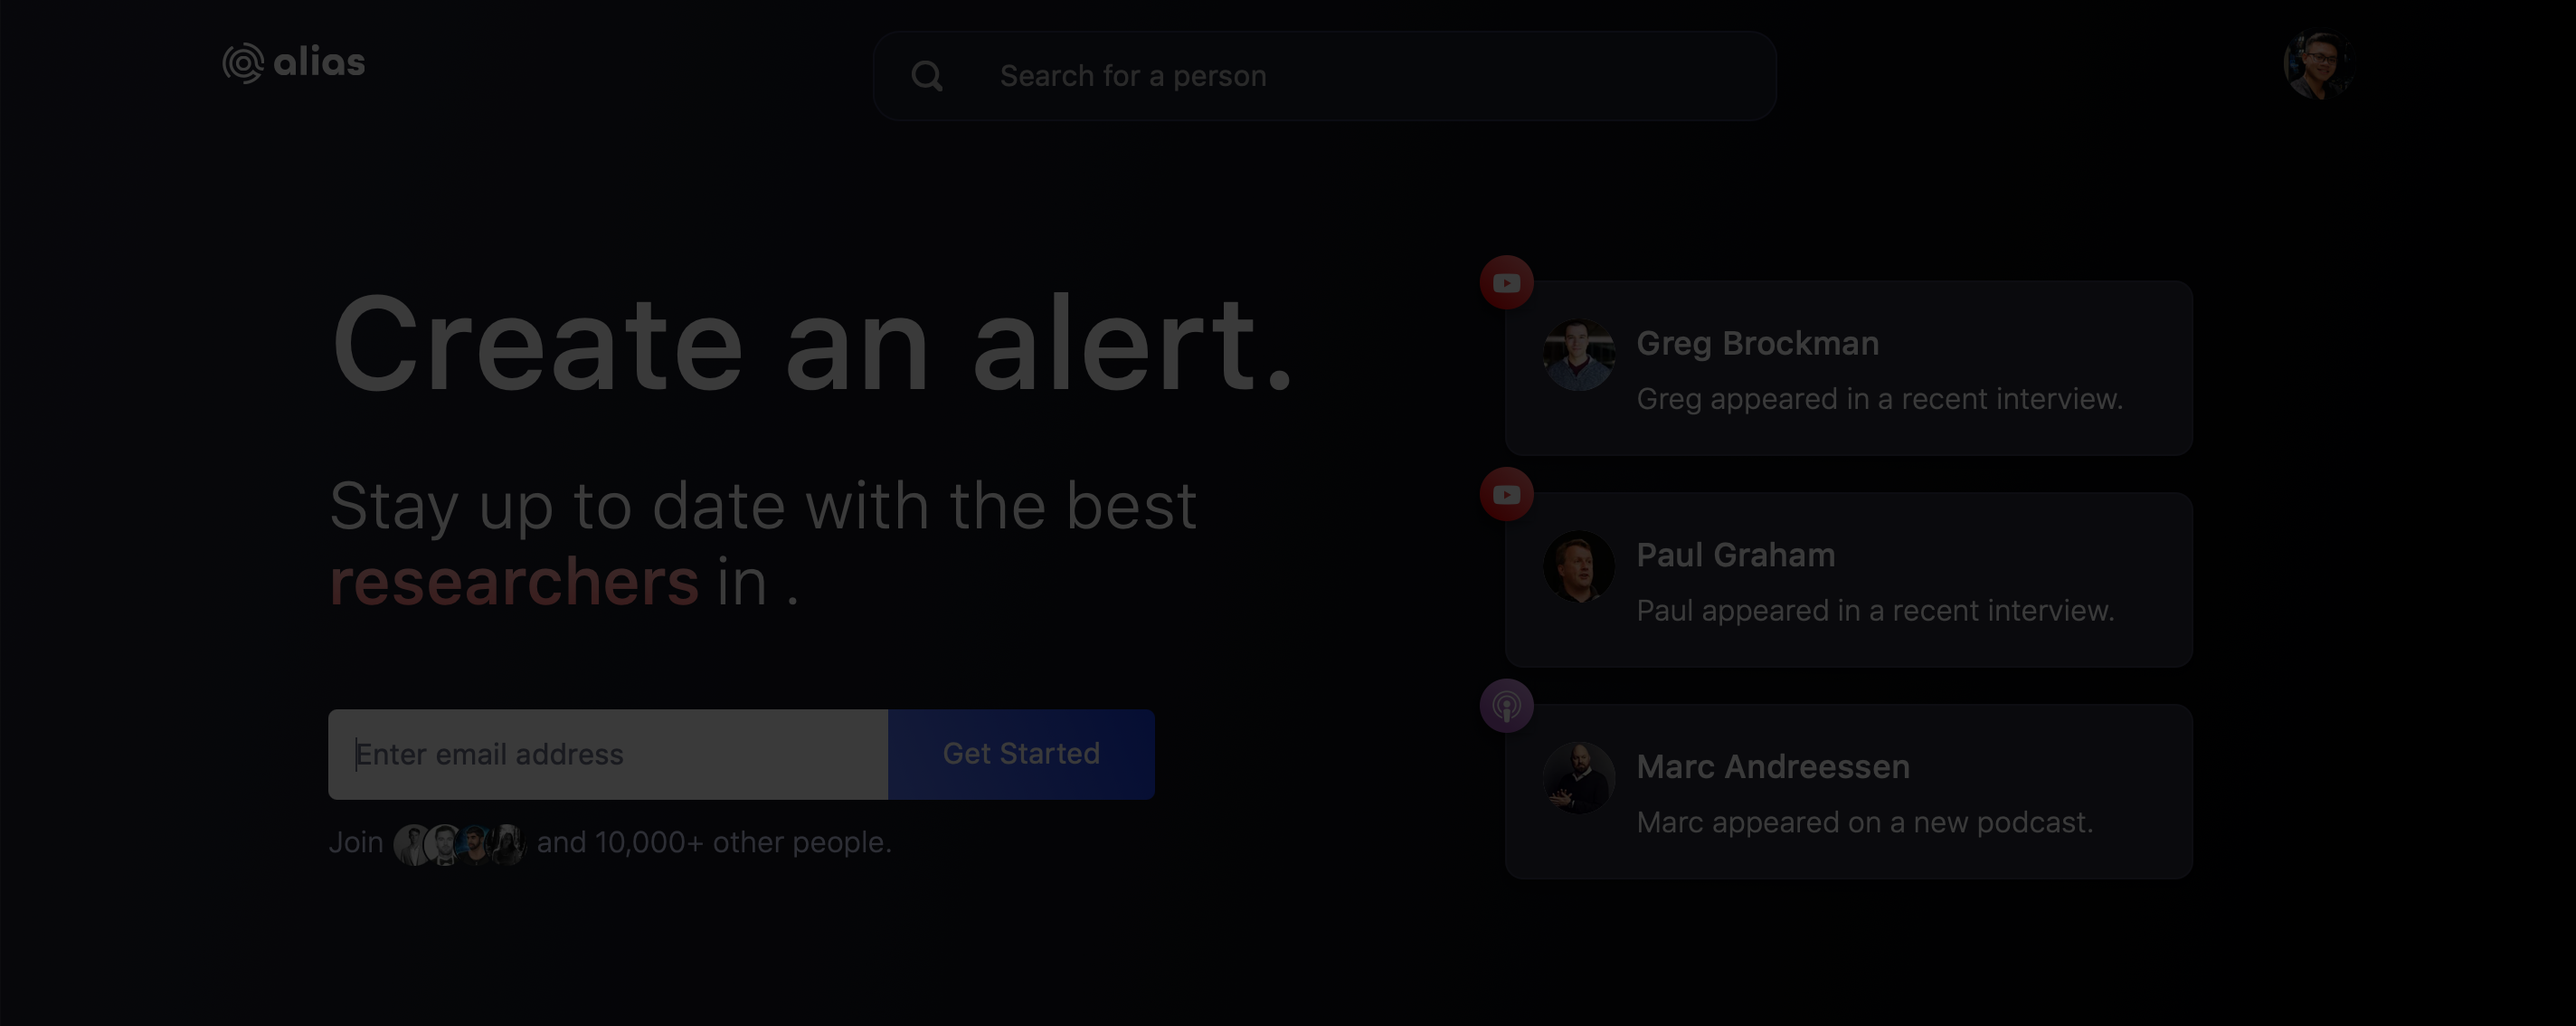 alias
Search for a person
Create an alert.
Stay up to date with the best
researchers in .
Enter email address
Get Started
Join and 10,000+ other people.
Greg Brockman
Greg appeared in a recent interview.
Paul Graham
Paul appeared in a recent interview.
Marc Andreessen
Marc appeared on a new podcast.